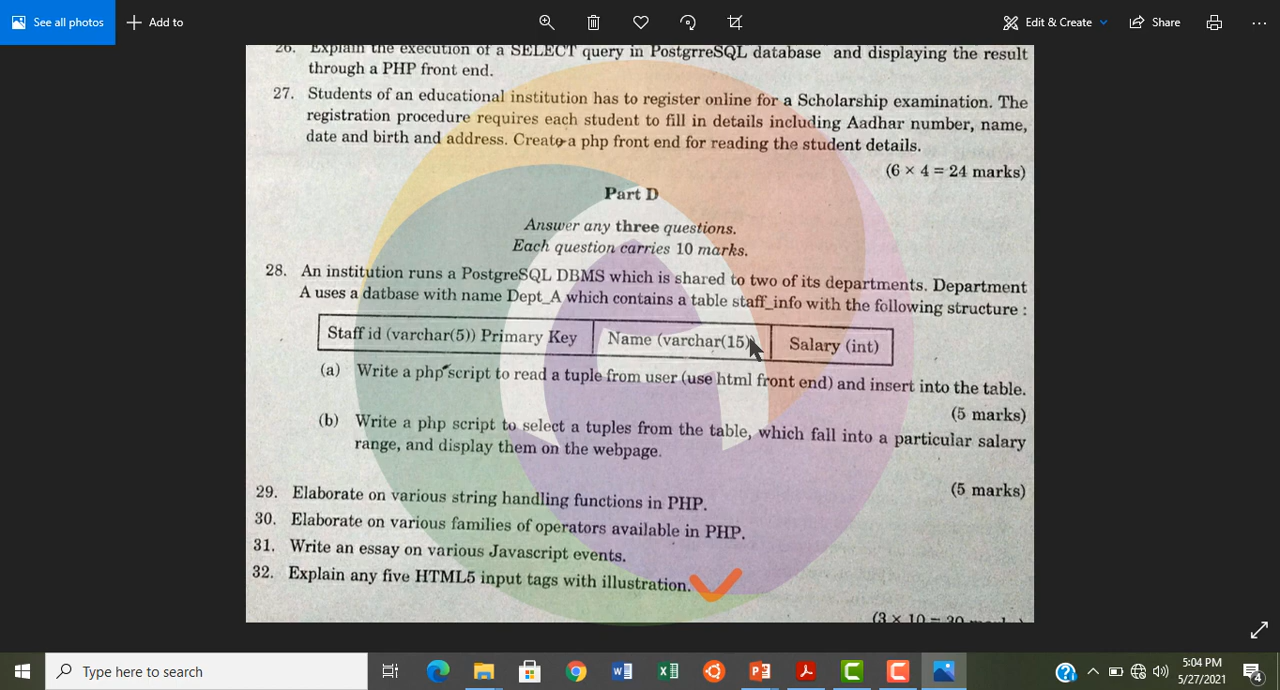 See all photos
Add to
Edit & Create
Share
26. Explain the execution of a SELECT query in PostgrreSQL database and displaying the result
through a PHP front end.
27. Students of an educational institution has to register online for a Scholarship examination. The
registration procedure requires each student to fill in details including Aadhar number, name,
date and birth and address. Create a php front end for reading the student details.
(6 × 4 = 24 marks)
Part D
Answer any three questions.
Each question carries 10 marks.
28. An institution runs a PostgreSQL DBMS which is shared to two of its departments. Department
A uses a datbase with name Dept_A which contains a table staff_info with the following structure :
Staff id (varchar(5)) Primary Key
Name (varchar(15))
Salary (int)
(a) Write a php script to read a tuple from user (use html front end) and insert into the table.
(5 marks)
(b) Write a php script to select a tuples from the table, which fall into a particular salary
range, and display them on the webpage.
(5 marks)
29. Elaborate on various string handling functions in PHP.
30. Elaborate on various families of operators available in PHP.
31. Write an essay on various Javascript events.
32. Explain any five HTML5 input tags with illustration.
(3 × 10 = 30
Type here to search
5:04 PM
5/27/2021
4